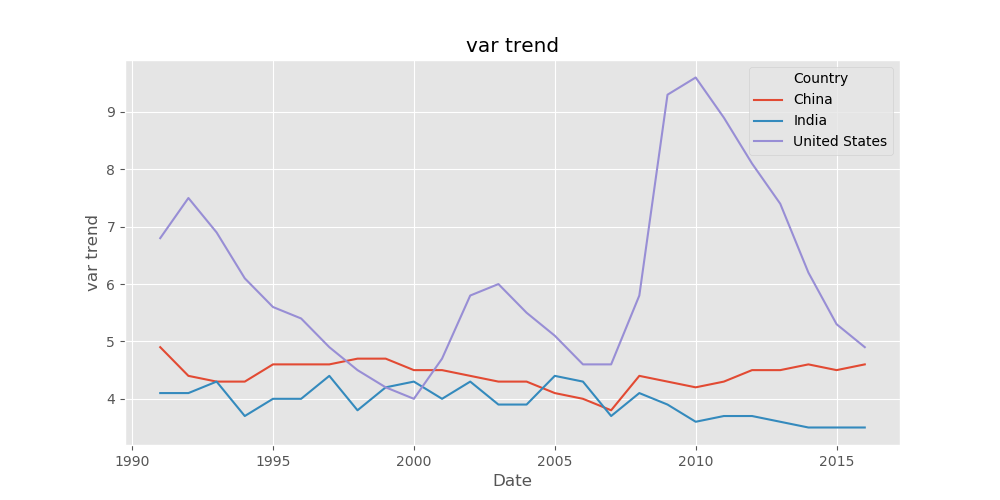 var trend
Country
China
India
United States
9
8
7
6
5
4
var trend
1990 1995 2000 2005 2010 2015
Date